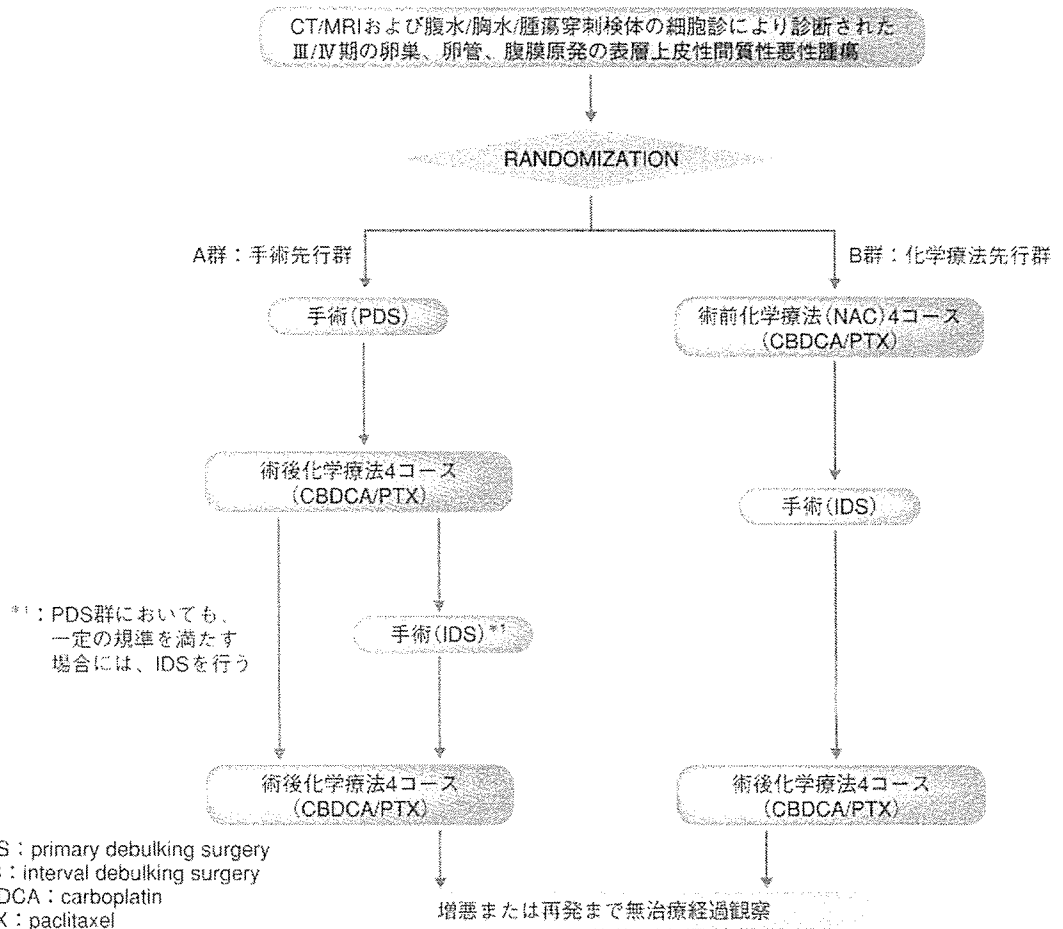 CT/MRIおよび腹水/胸水/腫瘍穿刺検体の細胞診により診断された
Ⅲ/Ⅳ期の卵巣、卵管、腹膜原発の表層上皮性間質性悪性腫瘍
RANDOMIZATION
A群：手術先行群
B群：化学療法先行群
手術(PDS)
術前化学療法(NAC)4コース
(CBDCA/PTX)
術後化学療法4コース
(CBDCA/PTX)
手術(IDS)
*1：PDS群においても、
一定の規準を満たす
場合には、IDSを行う
手術(IDS)*1
術後化学療法4コース
(CBDCA/PTX)
術後化学療法4コース
(CBDCA/PTX)
S：primary debulking surgery
S：interval debulking surgery
DCA：carboplatin
X：paclitaxel
増悪または再発まで無治療経過観察